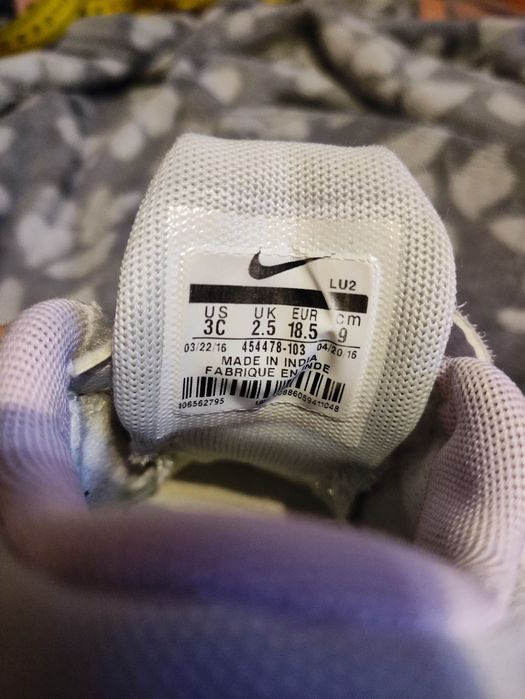 LU2
US UK EUR cm
3C 2.5 18.5 9
03/22/16 454478-103 04/20/16
MADE IN INDIA
FABRIQUE EN INDE
106562795